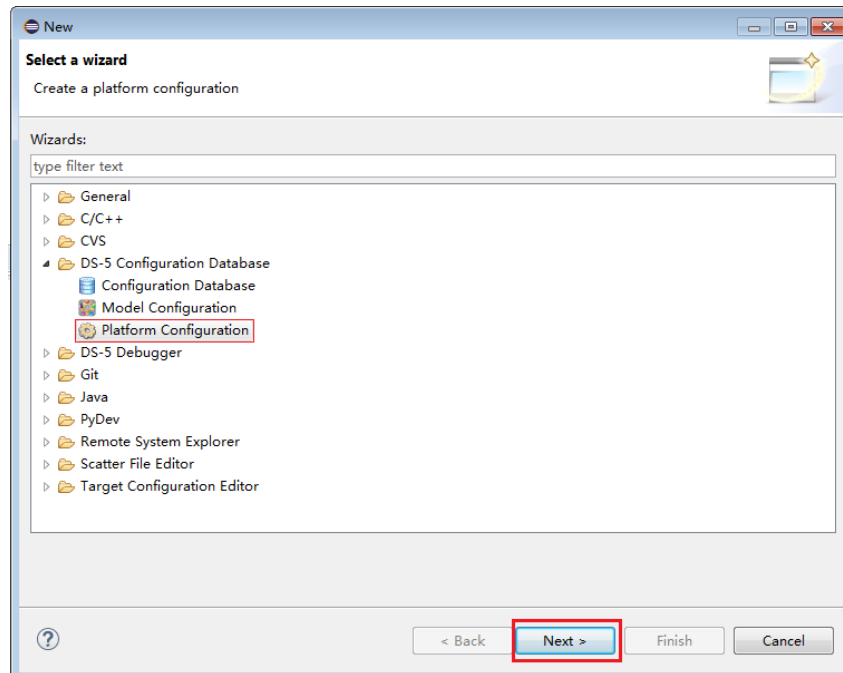 New
Select a wizard
Create a platform configuration
Wizards:
type filter text
General
C/C++
CVS
DS-5 Configuration Database
Configuration Database
Model Configuration
Platform Configuration
DS-5 Debugger
Git
Java
PyDev
Remote System Explorer
Scatter File Editor
Target Configuration Editor
< Back Next > Finish Cancel